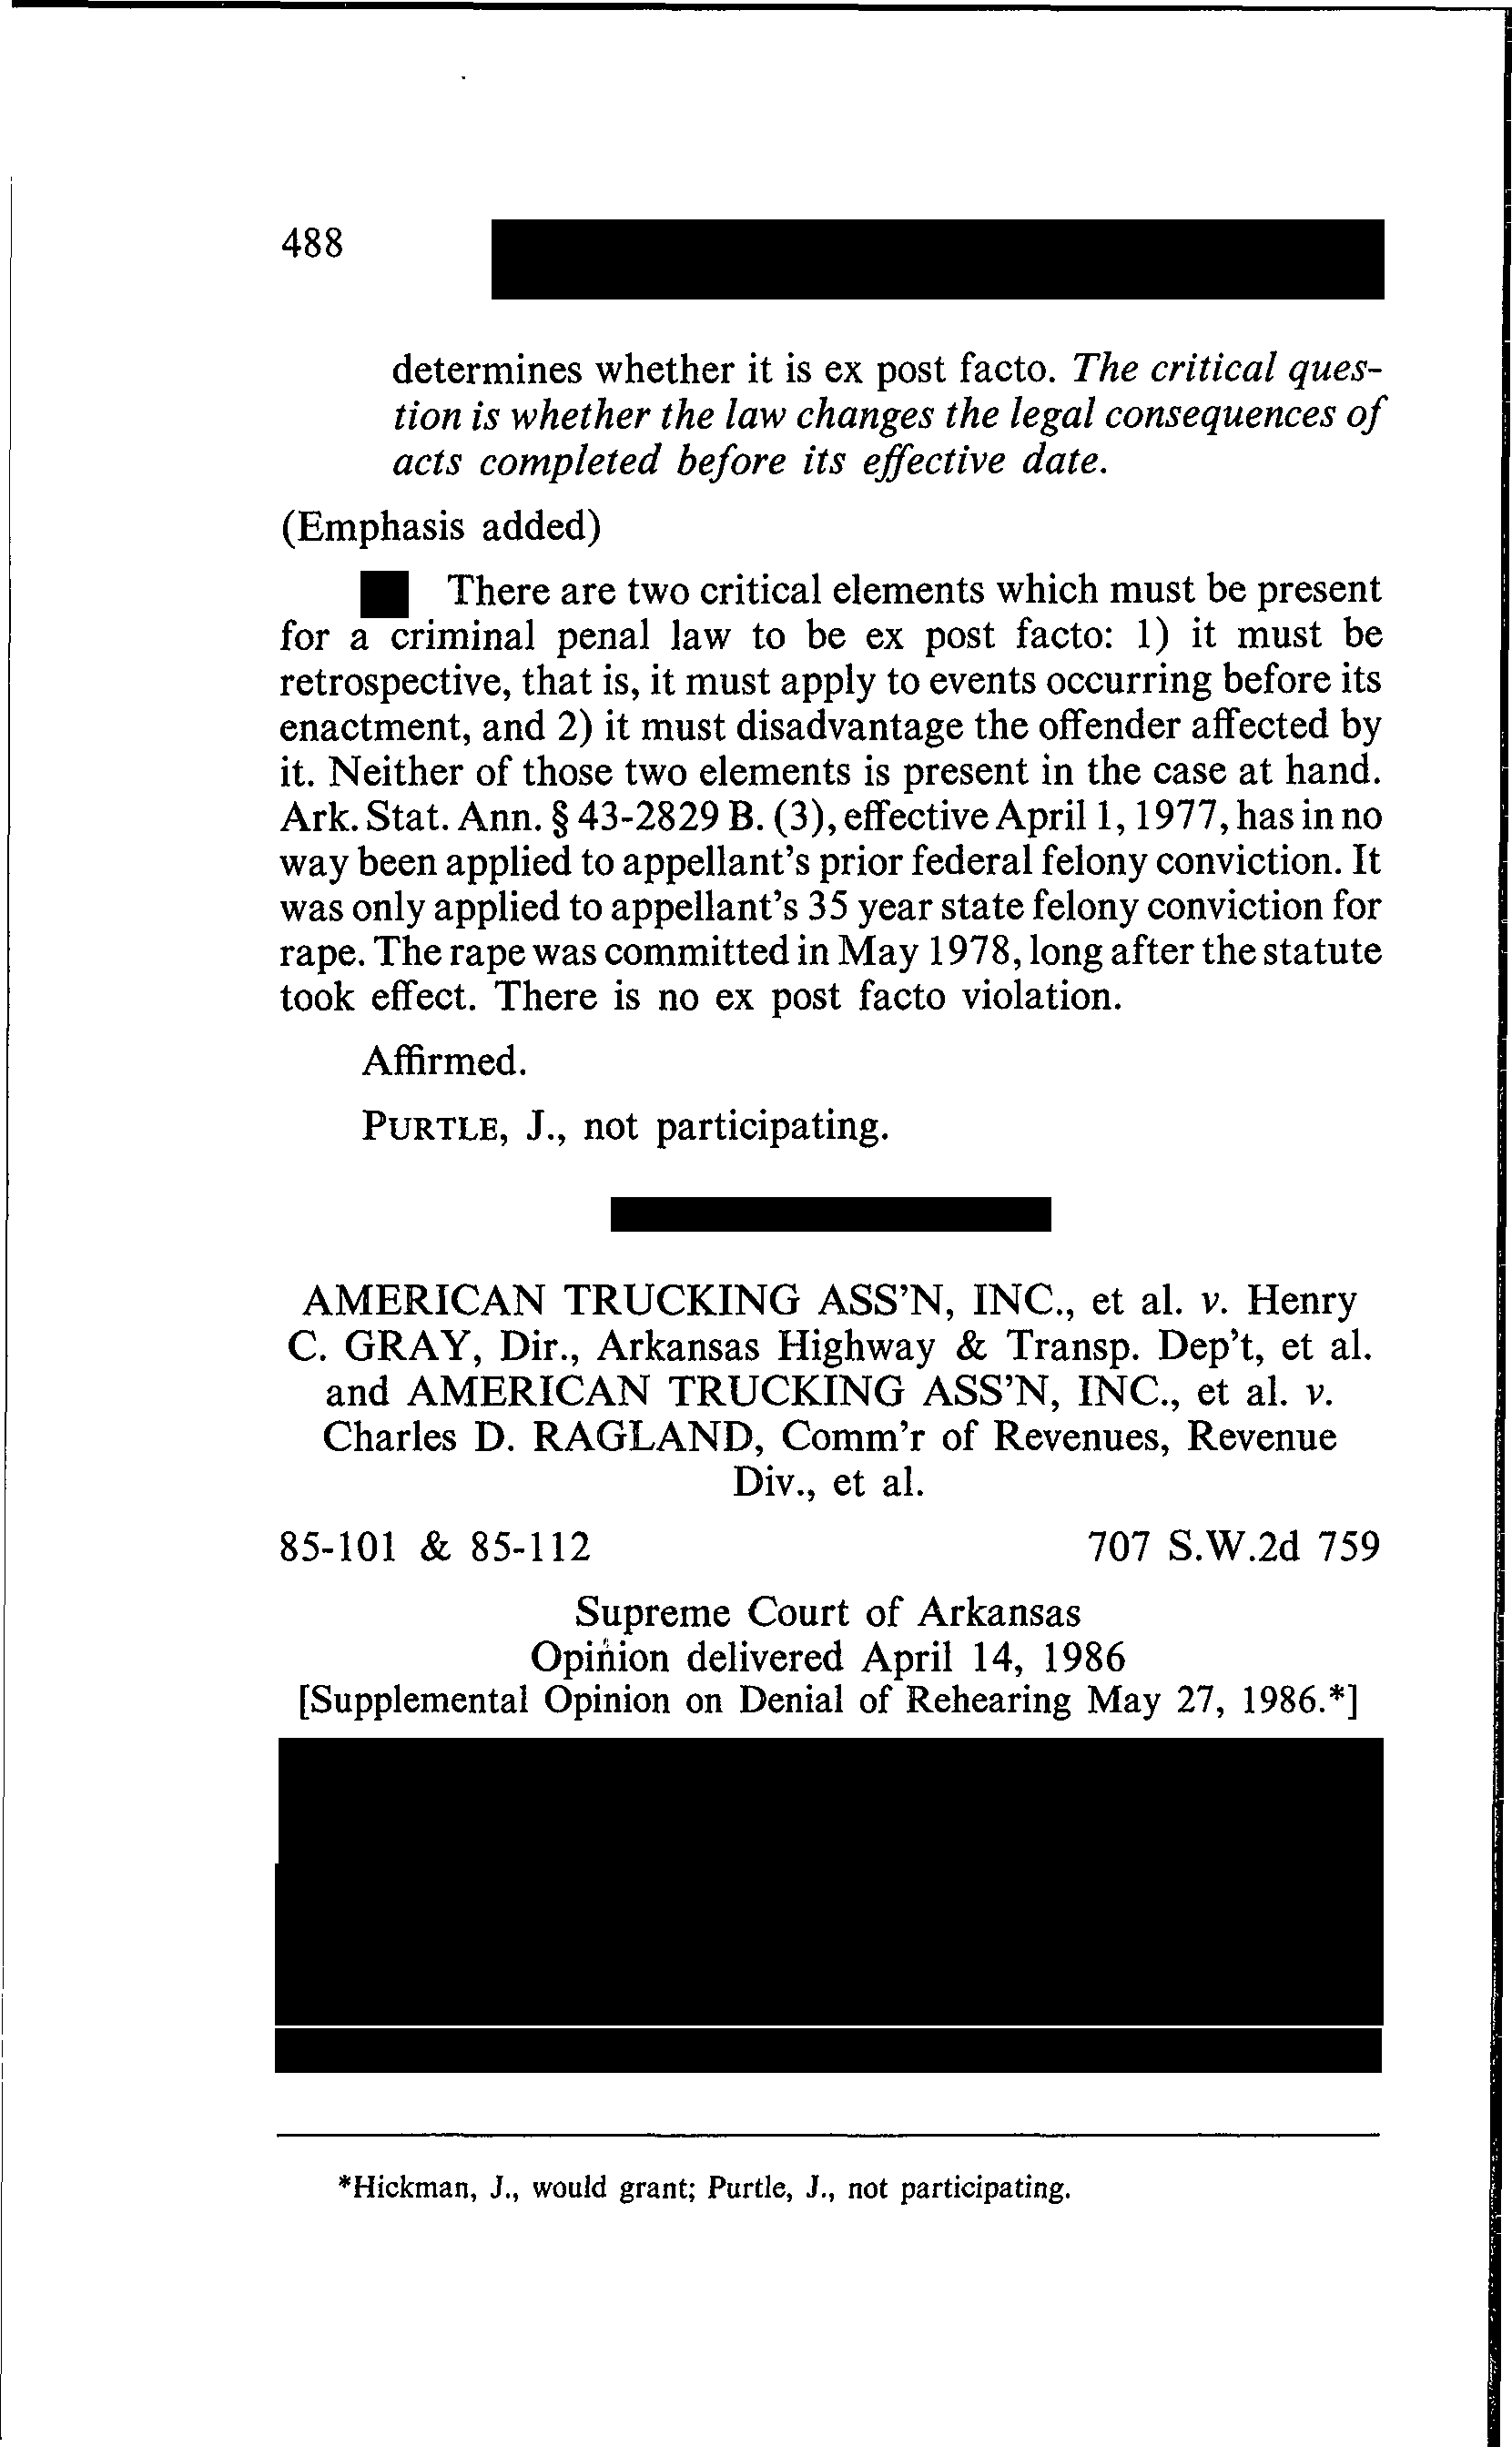 488
determines whether it is ex post facto. The critical ques-
tion is whether the law changes the legal consequences of
acts completed before its effective date.
(Emphasis added)
There are two critical elements which must be present
for a criminal penal law to be ex post facto: 1) it must be
retrospective, that is, it must apply to events occurring before its
enactment, and 2) it must disadvantage the offender affected by
it. Neither of those two elements is present in the case at hand.
Ark. Stat. Ann. § 43-2829 B. (3), effective April 1, 1977, has in no
way been applied to appellant's prior federal felony conviction. It
was only applied to appellant's 35 year state felony conviction for
rape. The rape was committed in May 1978, long after the statute
took effect. There is no ex post facto violation.
Affirmed.
PURTLE, J., not participating.
AMERICAN TRUCKING ASS'N, INC., et al. v. Henry
C. GRAY, Dir., Arkansas Highway & Transp. Dep't, et al.
and AMERICAN TRUCKING ASS'N, INC., et al. v.
Charles D. RAGLAND, Comm'r of Revenues, Revenue
Div., et al.
85-101 & 85-112 707 S.W.2d 759
Supreme Court of Arkansas
Opinion delivered April 14, 1986
[Supplemental Opinion on Denial of Rehearing May 27, 1986.*]
*Hickman, J., would grant; Purtle, J., not participating.